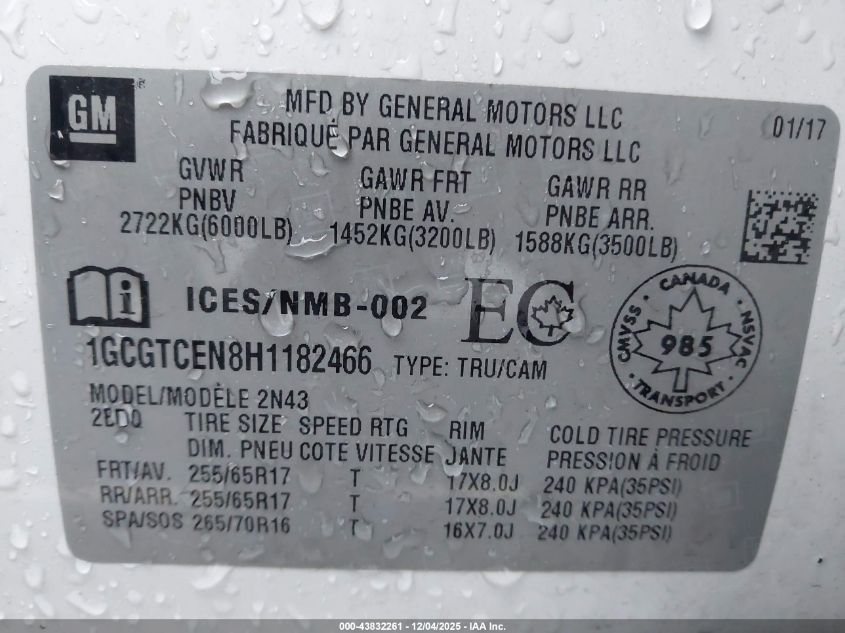 GM
MFD BY GENERAL MOTORS LLC
FABRIQUÉ PAR GENERAL MOTORS LLC
01/17
GVWR GAWR FRT GAWR RR
PNBV PNBE AV. PNBE ARR.
2722KG(6000LB) 1452KG(3200LB) 1588KG(3500LB)
ICES/NMB-002 EC
CANADA
CMVSS 985 NSVAC
TRANSPORT
1GCGTCEN8H1182466 TYPE: TRU/CAM
MODEL/MODÈLE 2N43
2EDQ TIRE SIZE SPEED RTG RIM COLD TIRE PRESSURE
DIM. PNEU COTE VITESSE JANTE PRESSION À FROID
FRT/AV. 255/65R17 T 17X8.0J 240 KPA(35PSI)
RR/ARR. 255/65R17 T 17X8.0J 240 KPA(35PSI)
SPA/SOS 265/70R16 T 16X7.0J 240 KPA(35PSI)
000-43832261 - 12/04/2025 - IAA Inc.